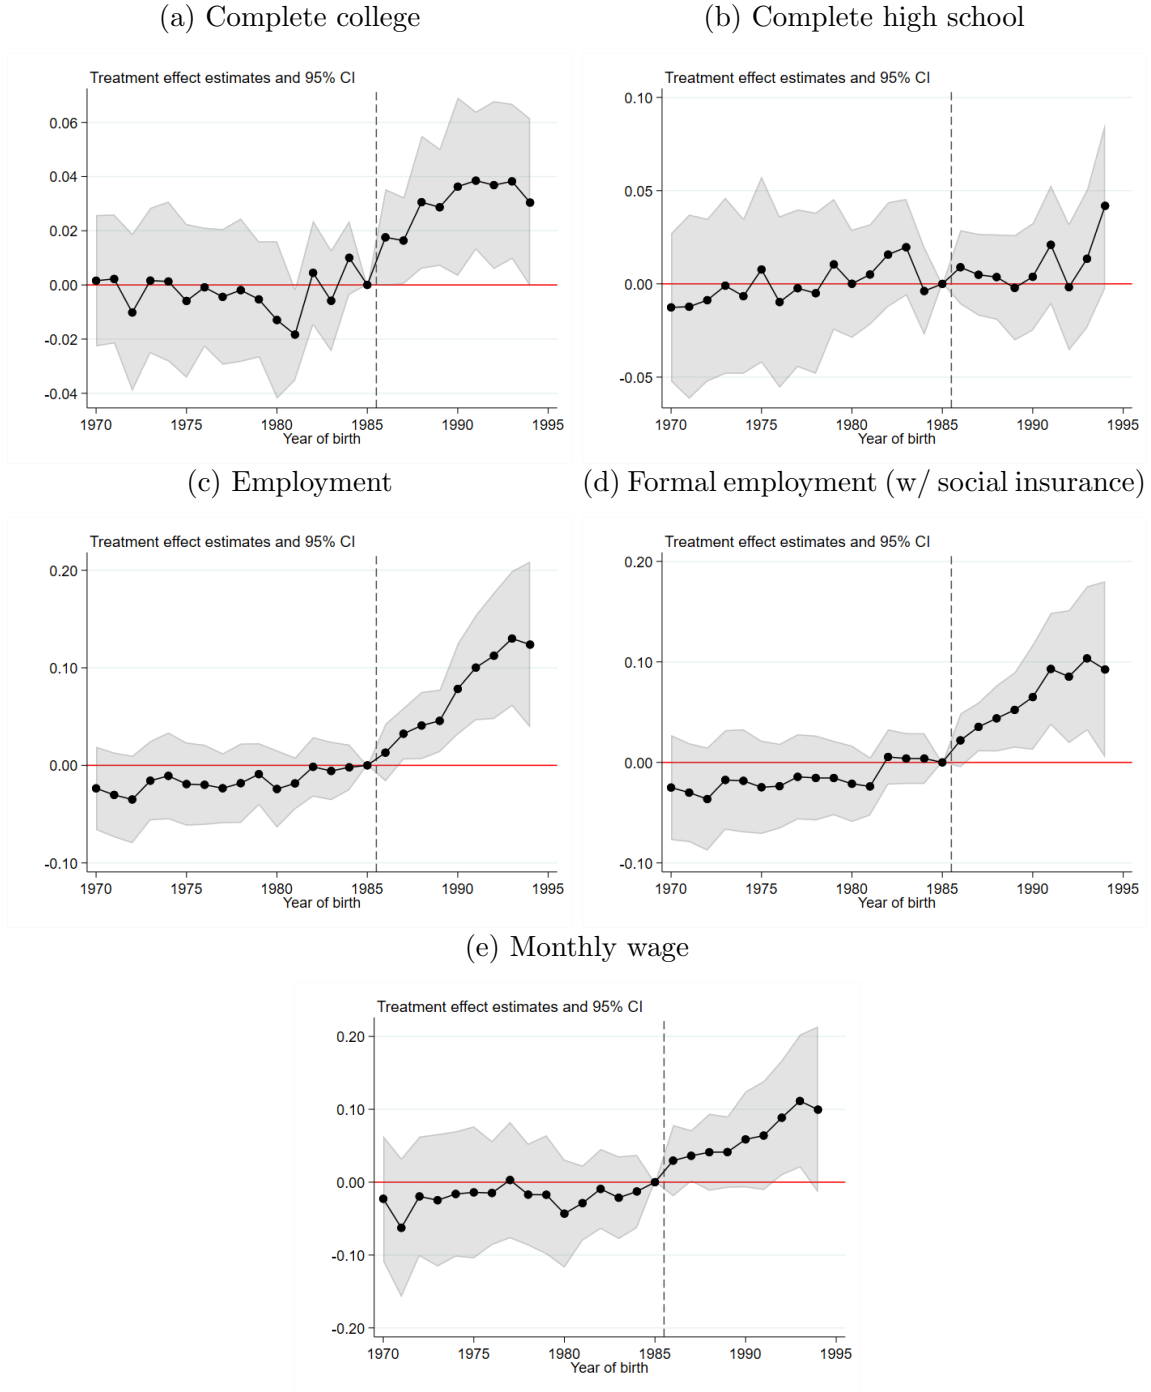 (a) Complete college
Treatment effect estimates and 95% CI
0.06
0.04
0.02
0.00
-0.02
-0.04
1970 1975 1980 1985 1990 1995
Year of birth
(b) Complete high school
Treatment effect estimates and 95% CI
0.10
0.05
0.00
-0.05
1970 1975 1980 1985 1990 1995
Year of birth
(c) Employment
Treatment effect estimates and 95% CI
0.20
0.10
0.00
-0.10
1970 1975 1980 1985 1990 1995
Year of birth
(d) Formal employment (w/ social insurance)
Treatment effect estimates and 95% CI
0.20
0.10
0.00
-0.10
1970 1975 1980 1985 1990 1995
Year of birth
(e) Monthly wage
Treatment effect estimates and 95% CI
0.20
0.10
0.00
-0.10
-0.20
1970 1975 1980 1985 1990 1995
Year of birth